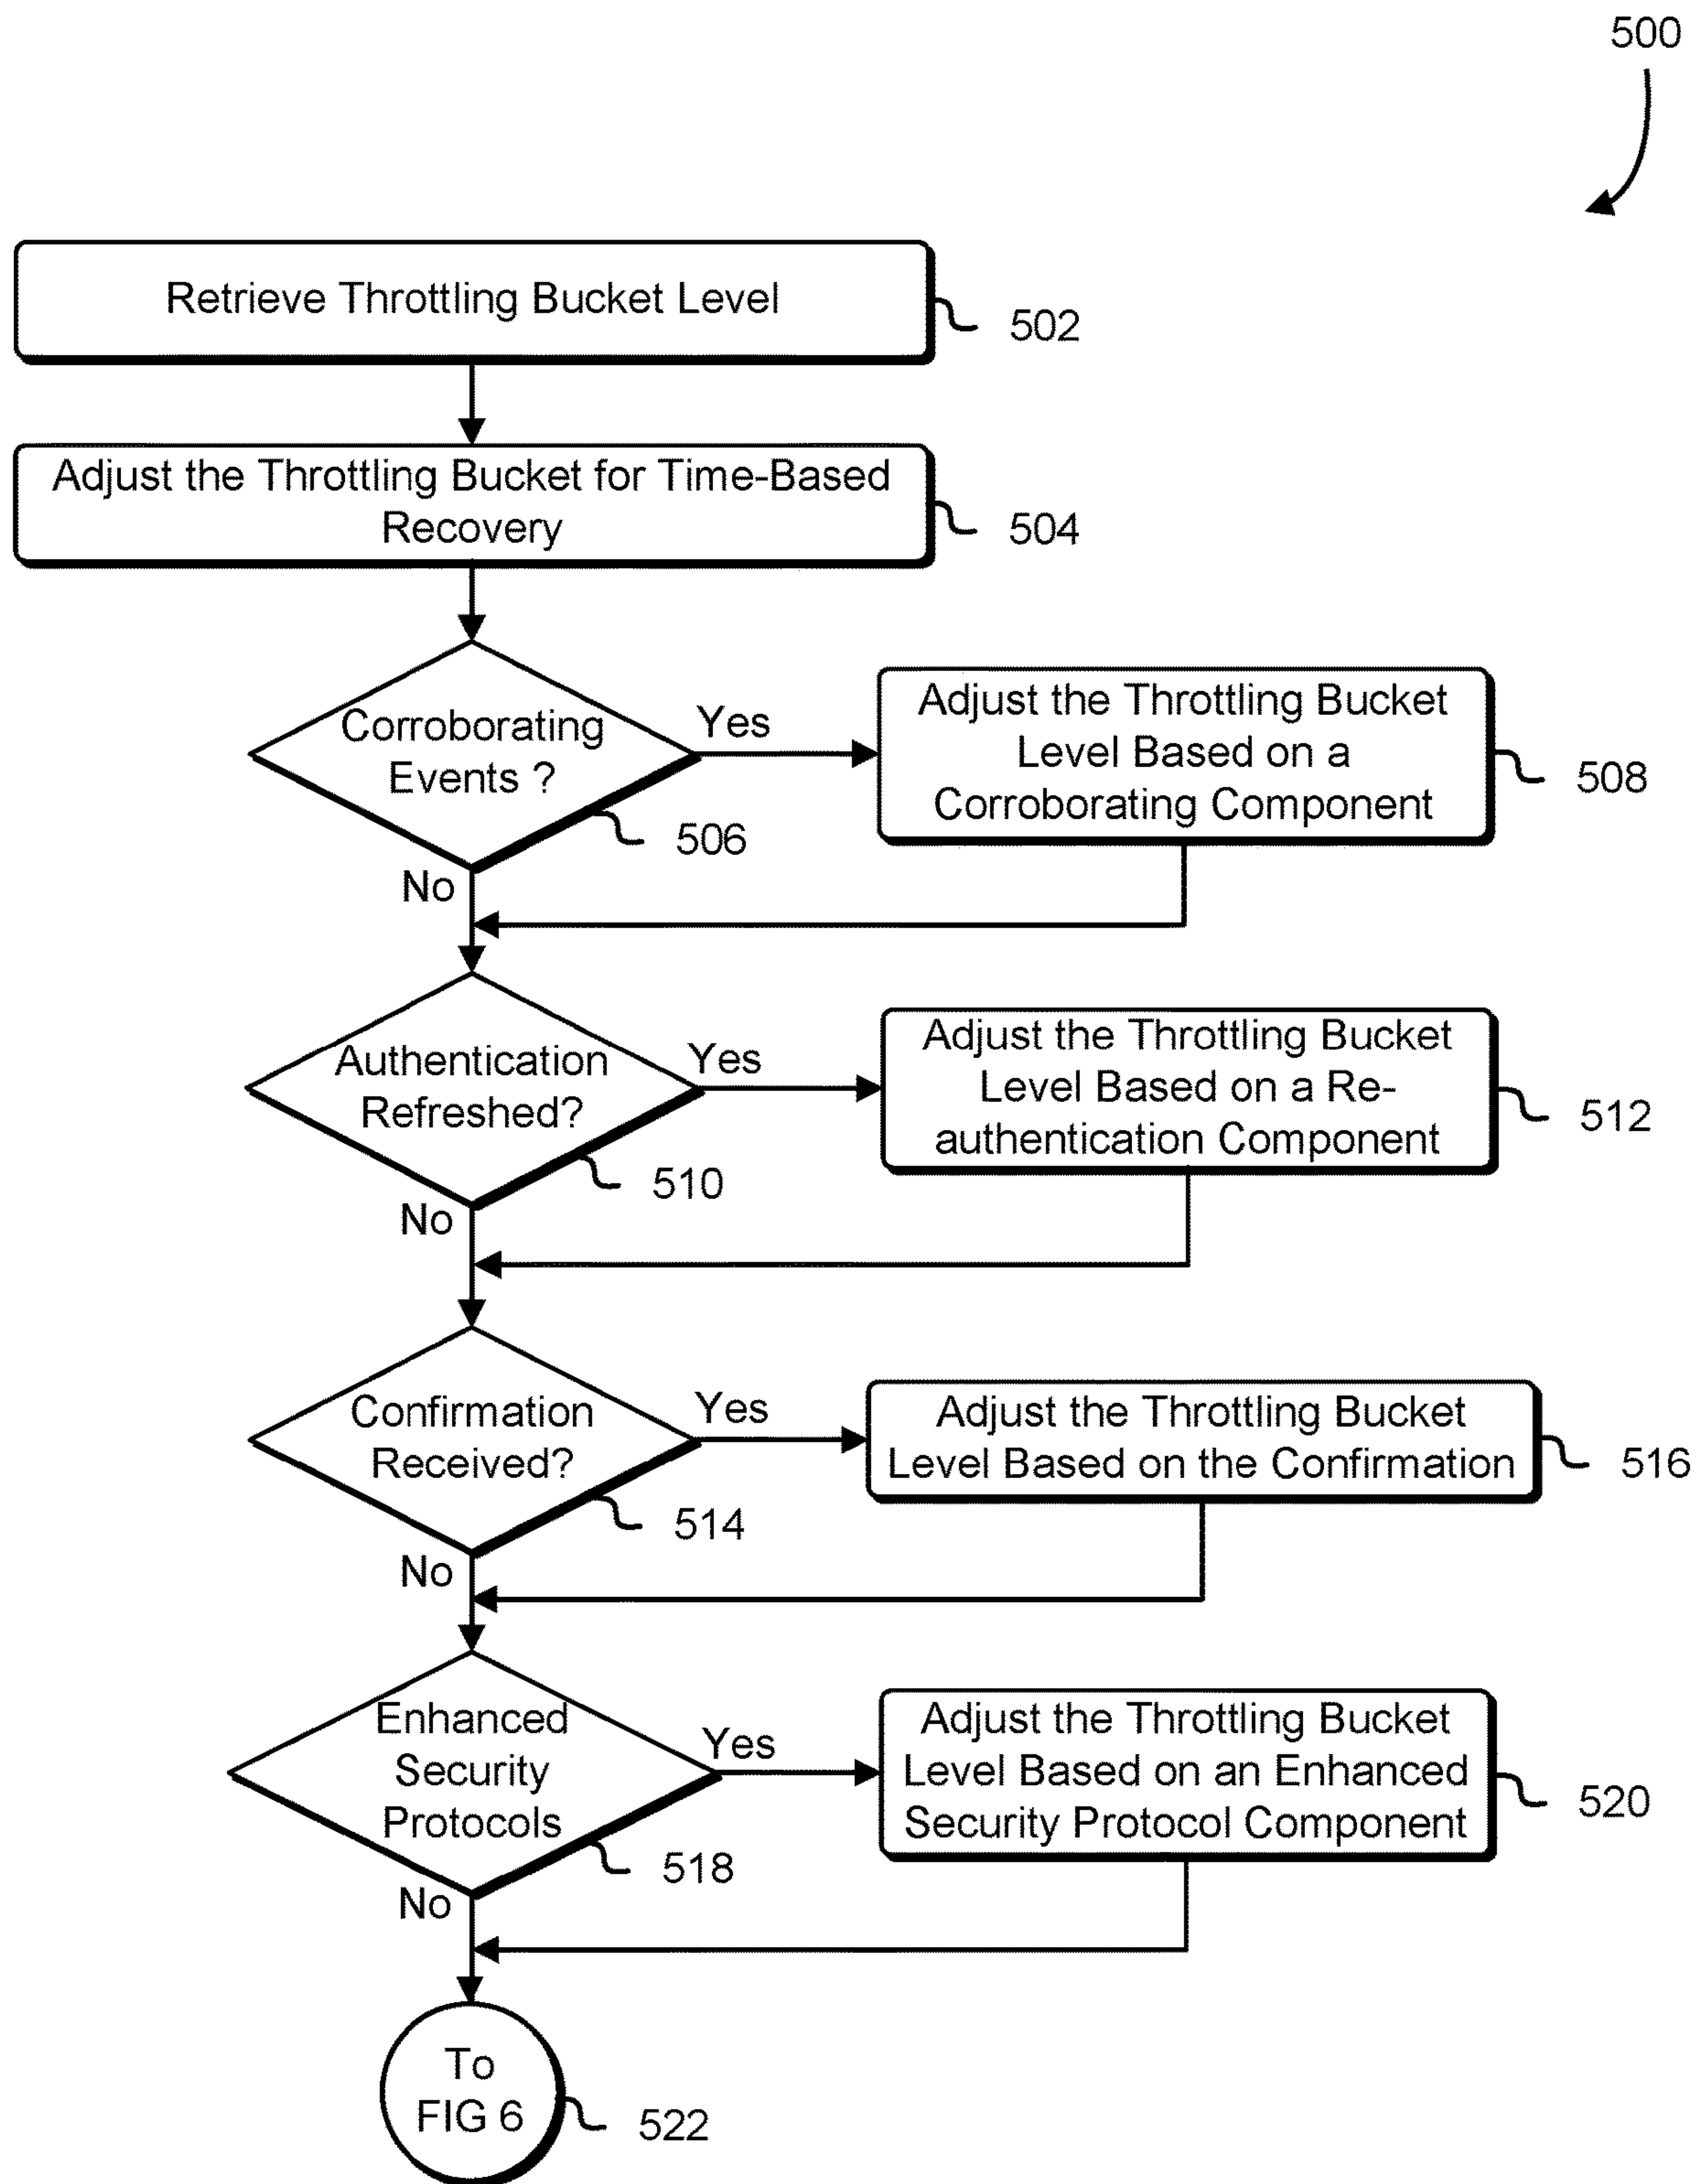 500
Retrieve Throttling Bucket Level
502
Adjust the Throttling Bucket for Time-Based
Recovery
504
Corroborating
Events ?
506
Yes
No
Adjust the Throttling Bucket
Level Based on a
Corroborating Component
508
Authentication
Refreshed?
510
Yes
No
Adjust the Throttling Bucket
Level Based on a Re-
authentication Component
512
Confirmation
Received?
514
Yes
No
Adjust the Throttling Bucket
Level Based on the Confirmation
516
Enhanced
Security
Protocols
518
Yes
No
Adjust the Throttling Bucket
Level Based on an Enhanced
Security Protocol Component
520
To
FIG 6
522